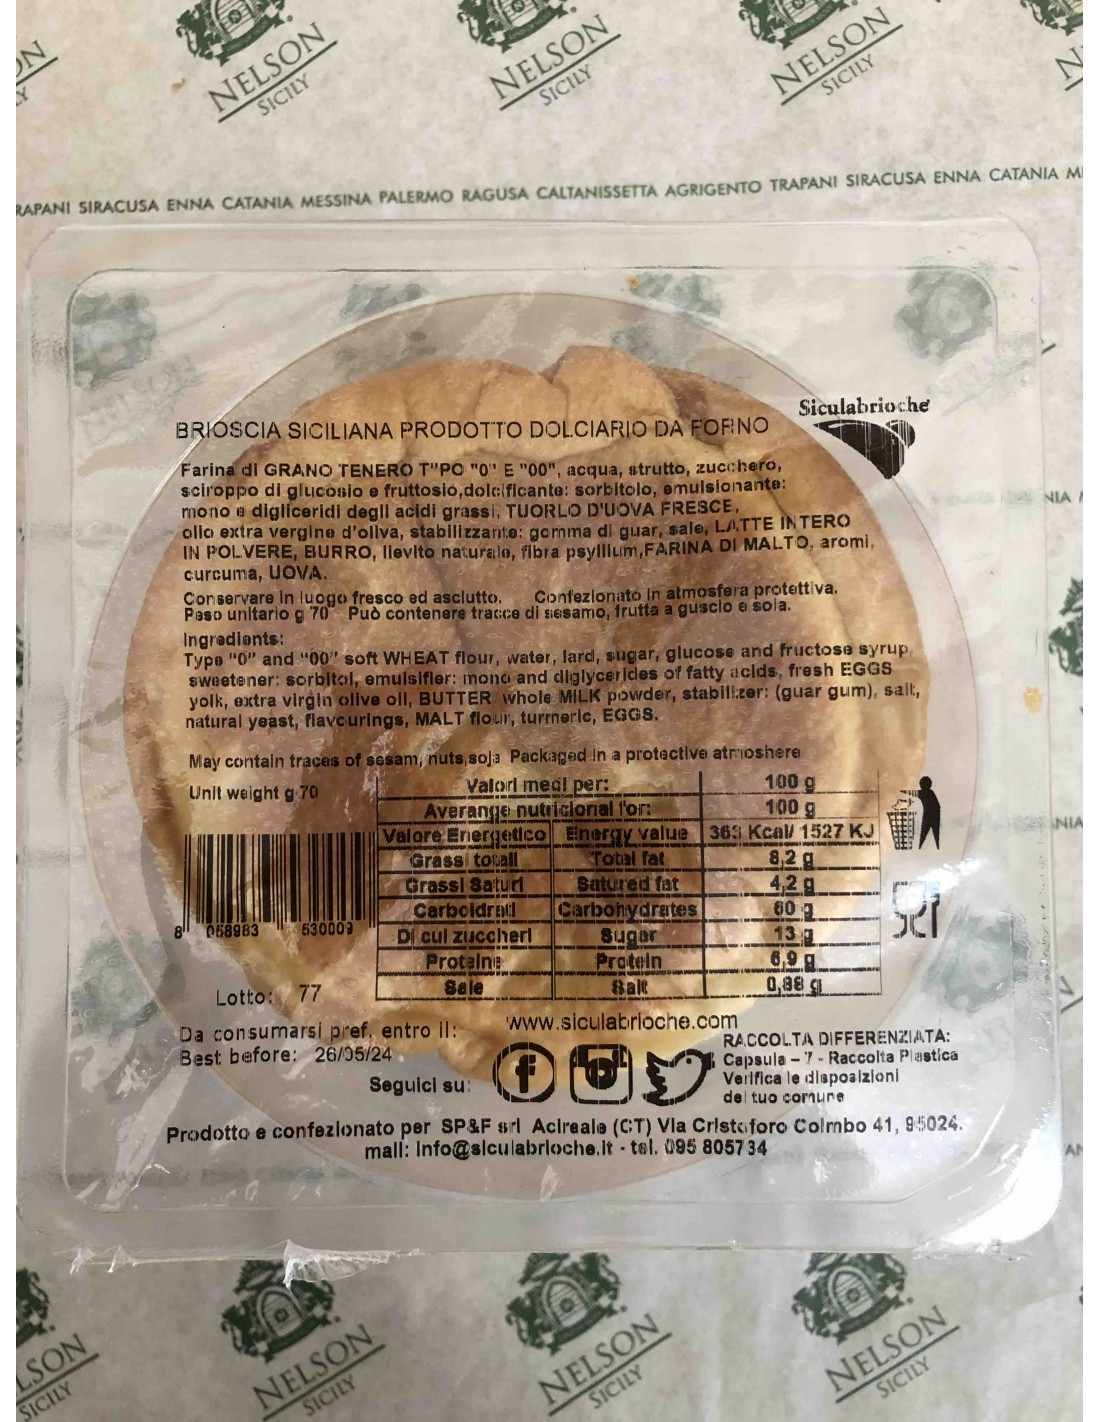 NELSON
SICILY
NELSON
SICILY
NELSON
SICILY
RAPANI SIRACUSA ENNA CATANIA MESSINA PALERMO RAGUSA CALTANISSETTA AGRIGENTO TRAPANI SIRACUSA ENNA CATANIA
Siculabrioche
BRIOSCIA SICILIANA PRODOTTO DOLCIARIO DA FORNO
Farina di GRANO TENERO T"PO "0" E "00", acqua, strutto, zucchero,
sciroppo di glucosio e fruttosio,dolcificante: sorbitolo, emulsionante:
mono e digliceridi degli acidi grassi, TUORLO D'UOVA FRESCE,
olio extra vergine d'oliva, stabilizzante: gomma di guar, sale, LATTE INTERO
IN POLVERE, BURRO, lievito naturale, fibra psyllium,FARINA DI MALTO, aromi,
curcuma, UOVA.
Conservare in luogo fresco ed asciutto. Confezionato in atmosfera protettiva.
Peso unitario g 70 Può contenere tracce di sesamo, frutta a guscio e soia.
Ingredients:
Type "0" and "00" soft WHEAT flour, water, lard, sugar, glucose and fructose syrup,
sweetener: sorbitol, emulsifier: mono and diglycerides of fatty acids, fresh EGGS
yolk, extra virgin olive oil, BUTTER whole MILK powder, stabilizer: (guar gum), salt,
natural yeast, flavourings, MALT flour, turmeric, EGGS.
May contain traces of sesam, nuts,soja Packaged in a protective atmoshere
Unit weight g 70
Valori medi per: 100 g
Averange nutricional for: 100 g
Valore Energetico Energy value 363 Kcal/ 1527 KJ
Grassi totali Total fat 8,2 g
Grassi Saturi Satured fat 4,2 g
Carboidrati Carbohydrates 60 g
Di cui zuccheri Sugar 13 g
Proteine Protein 6,9 g
Sale Salt 0,88 g
8 058983 530009
Lotto: 77
Da consumarsi pref. entro il:
Best before: 26/05/24
www.siculabrioche.com
Seguici su:
RACCOLTA DIFFERENZIATA:
Capsula – 7 - Raccolta Plastica
Verifica le disposizioni
del tuo comune
Prodotto e confezionato per SP&F srl Acireale (CT) Via Cristoforo Colmbo 41, 95024.
mail: info@siculabrioche.it - tel. 095 805734
NELSON
SICILY
NELSON
SICILY
NELSON
SICILY